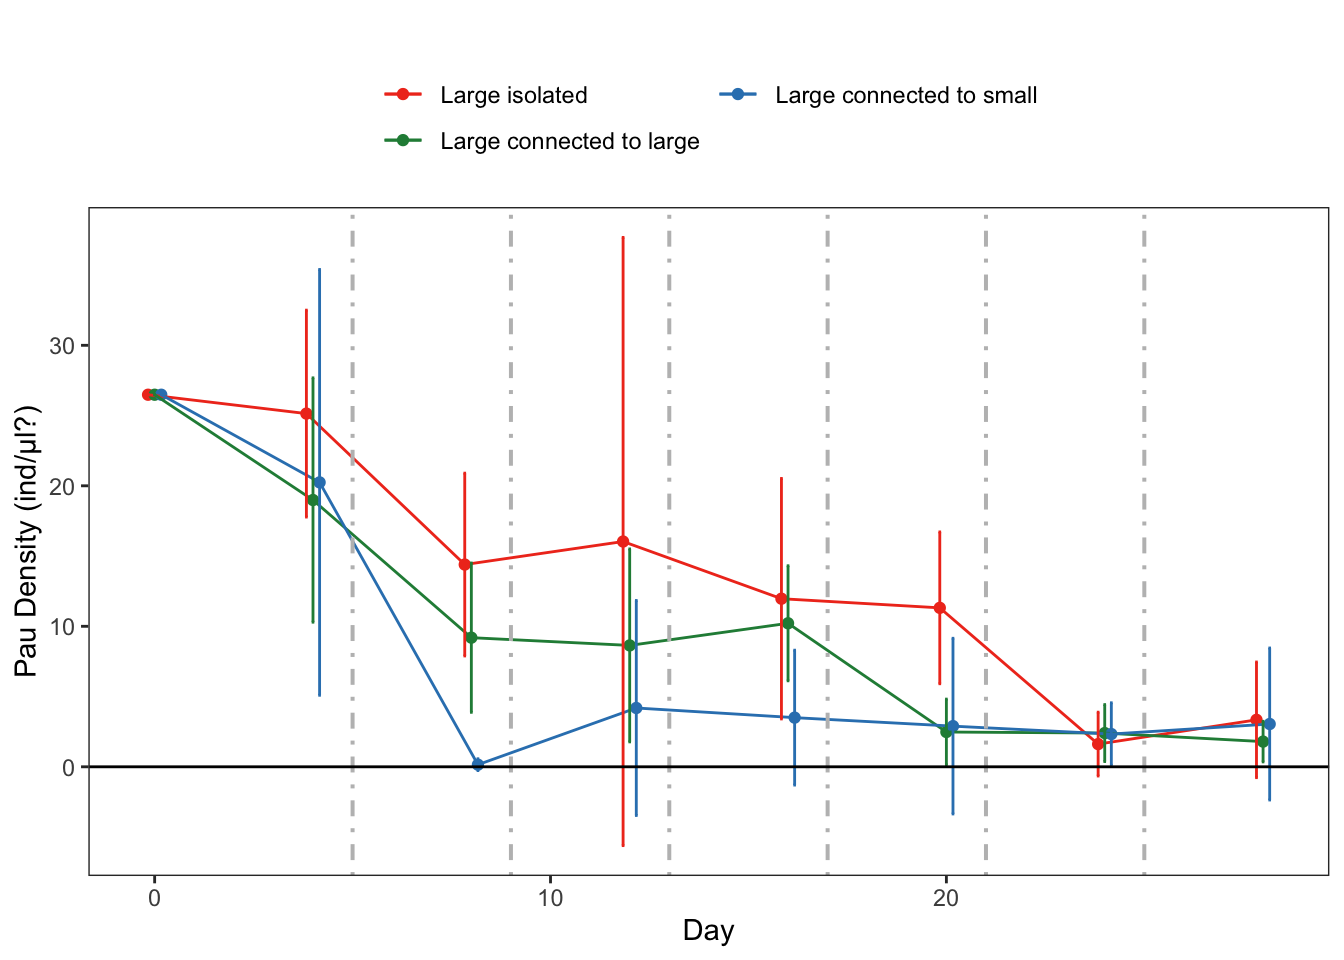 Large isolated
Large connected to small
Large connected to large
Pau Density (ind/μl?)
30
20
10
0
0
10
20
Day